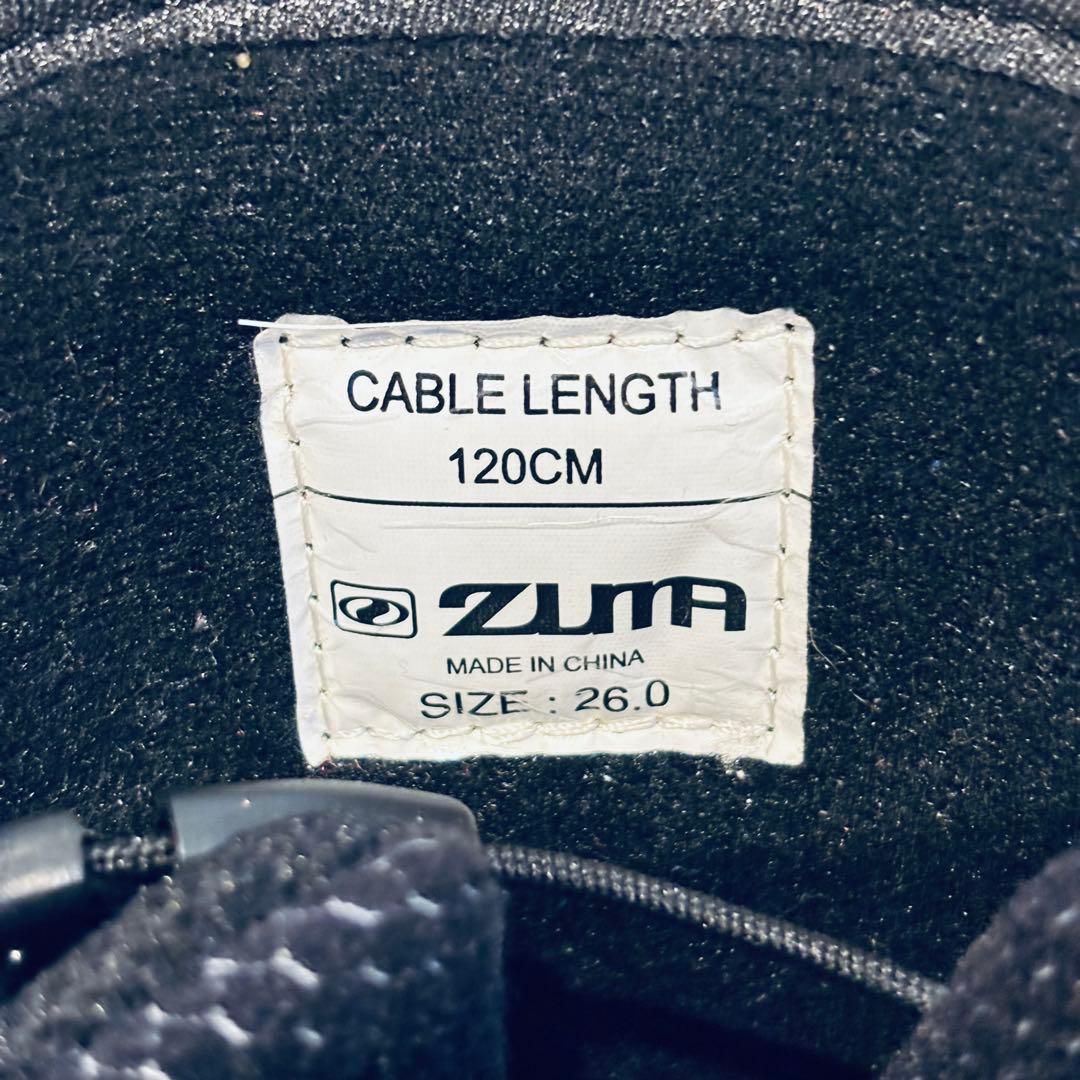 CABLE LENGTH
120CM
ZUMA
MADE IN CHINA
SIZE : 26.0